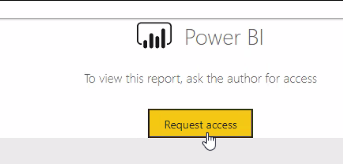 Power BI
To view this report, ask the author for access
Request access